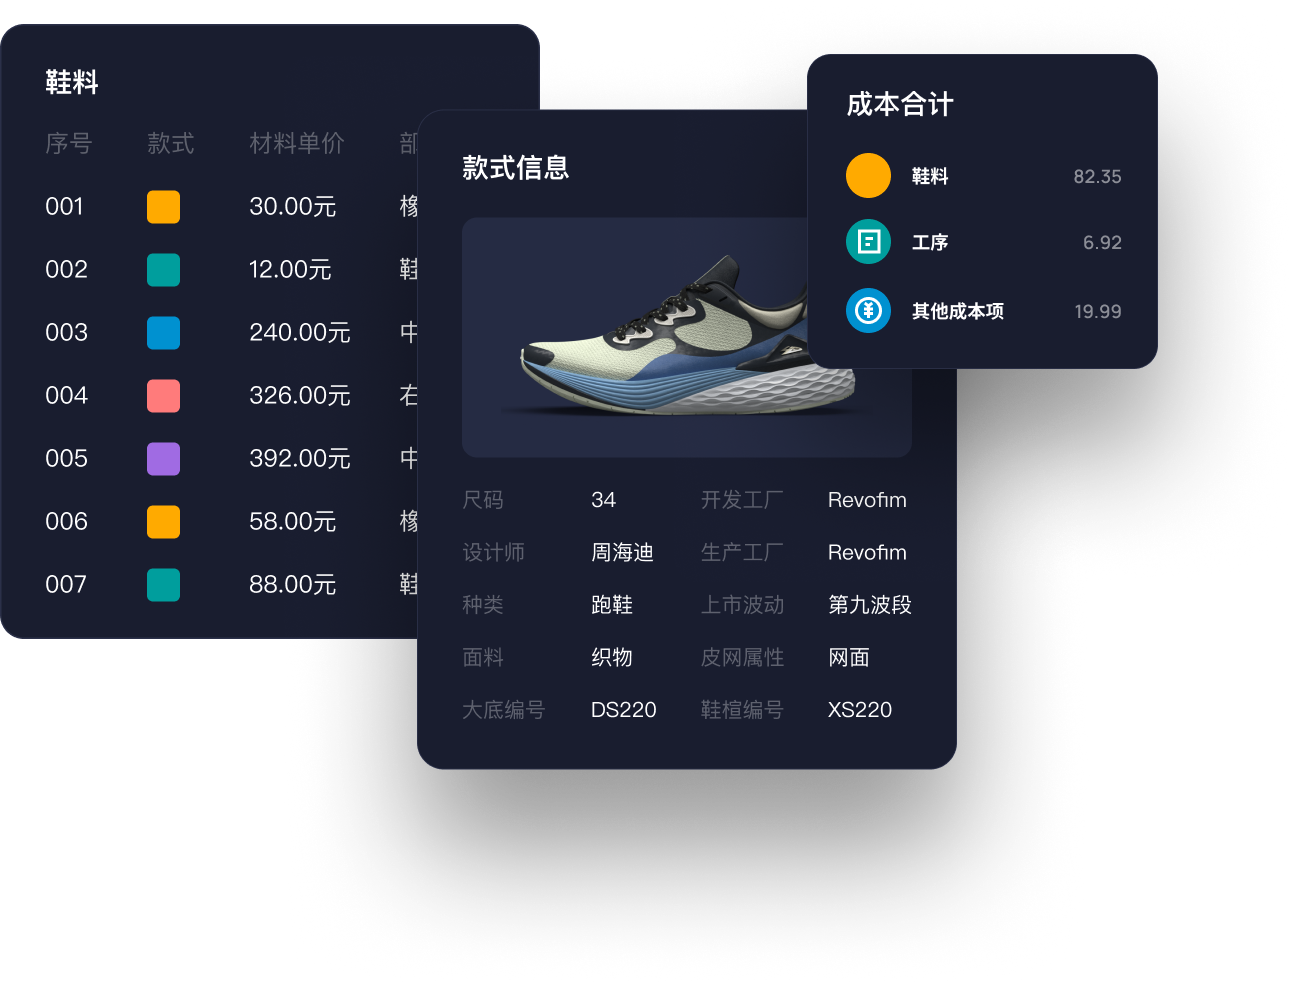 鞋料
序号 款式 材料单价 部
001 30.00元 橡
002 12.00元 鞋
003 240.00元 中
004 326.00元 右
005 392.00元 中
006 58.00元 橡
007 88.00元 鞋
款式信息
尺码 34 开发工厂 Revofim
设计师 周海迪 生产工厂 Revofim
种类 跑鞋 上市波动 第九波段
面料 织物 皮网属性 网面
大底编号 DS220 鞋楦编号 XS220
成本合计
鞋料 82.35
工序 6.92
其他成本项 19.99